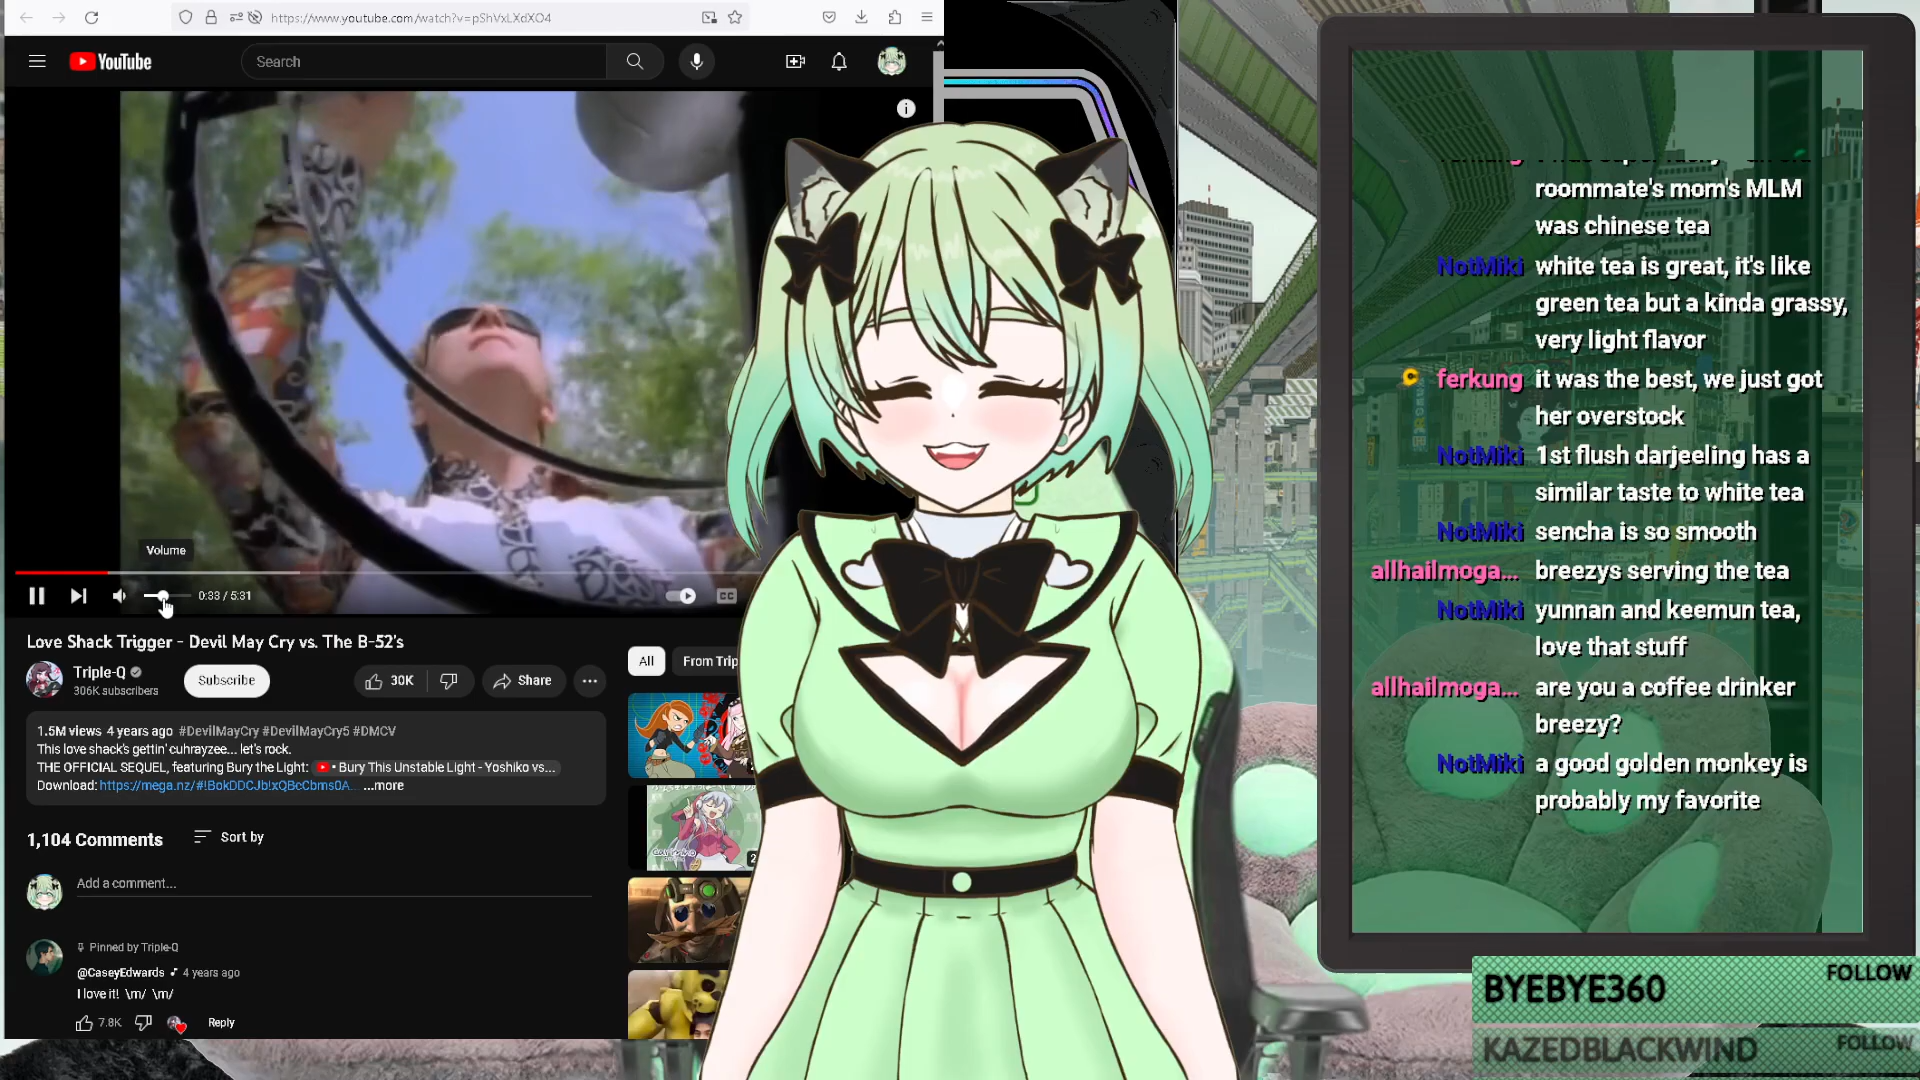 https://www.youtube.com/watch?v=pShVxLXdXO4
YouTube
Search
Volume
0:33 / 5:31
CC
Love Shack Trigger - Devil May Cry vs. The B-52's
Triple-Q
306K subscribers
Subscribe
30K
Share
All
From Trip
1.5M views 4 years ago #DevilMayCry #DevilMayCry5 #DMCV
This love shack's gettin' cuhrayzee... let's rock.
THE OFFICIAL SEQUEL, featuring Bury the Light: • Bury This Unstable Light - Yoshiko vs...
Download: https://mega.nz/#!BokDDCJb!xQBcCbms0A... ...more
1,104 Comments
Sort by
Add a comment...
Pinned by Triple-Q
@CaseyEdwards 4 years ago
I love it! \m/ \m/
7.8K
Reply
roommate's mom's MLM
was chinese tea
NotMiki white tea is great, it's like
green tea but a kinda grassy,
very light flavor
ferkung it was the best, we just got
her overstock
NotMiki 1st flush darjeeling has a
similar taste to white tea
NotMiki sencha is so smooth
allhailmoga... breezys serving the tea
NotMiki yunnan and keemun tea,
love that stuff
allhailmoga... are you a coffee drinker
breezy?
NotMiki a good golden monkey is
probably my favorite
BYEBYE360 FOLLOW
KAZEDBLACKWIND FOLLOW